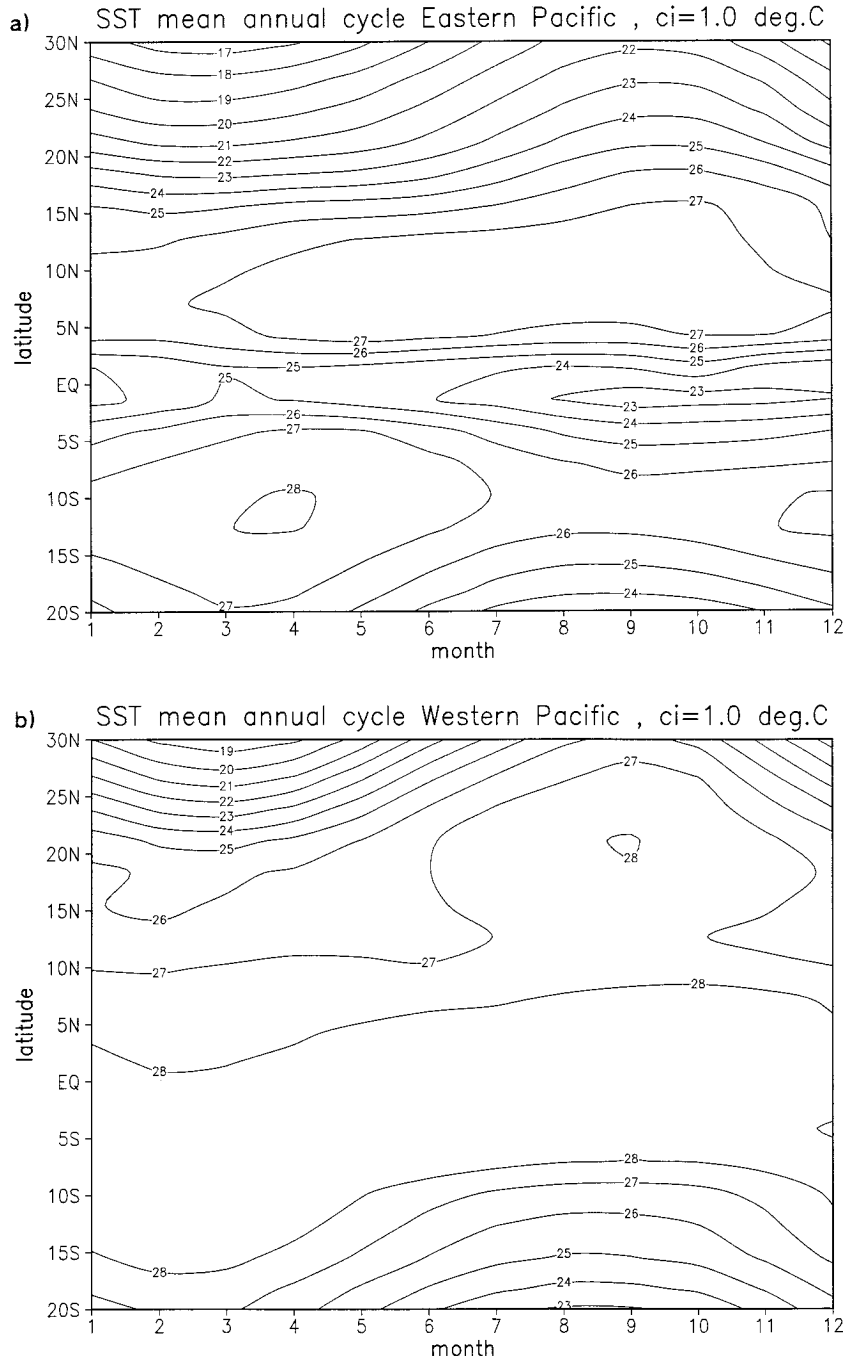 a) SST mean annual cycle Eastern Pacific , ci=1.0 deg.C
30N
17
22
18
25N
23
19
20
24
21
20N
22
25
23
26
24
15N
25
27
10N
5N
27
27
26
26
25
25
24
EQ
25
23
23
26
24
5S
27
25
26
28
10S
26
15S
25
24
20S
27
1 2 3 4 5 6 7 8 9 10 11 12
latitude
month
b) SST mean annual cycle Western Pacific , ci=1.0 deg.C
30N
19
27
20
21
25N
22
23
24
25
20N
28
15N
26
10N
27
27
28
5N
28
EQ
5S
28
10S
27
26
15S
25
28
24
20S
23
1 2 3 4 5 6 7 8 9 10 11 12
latitude
month